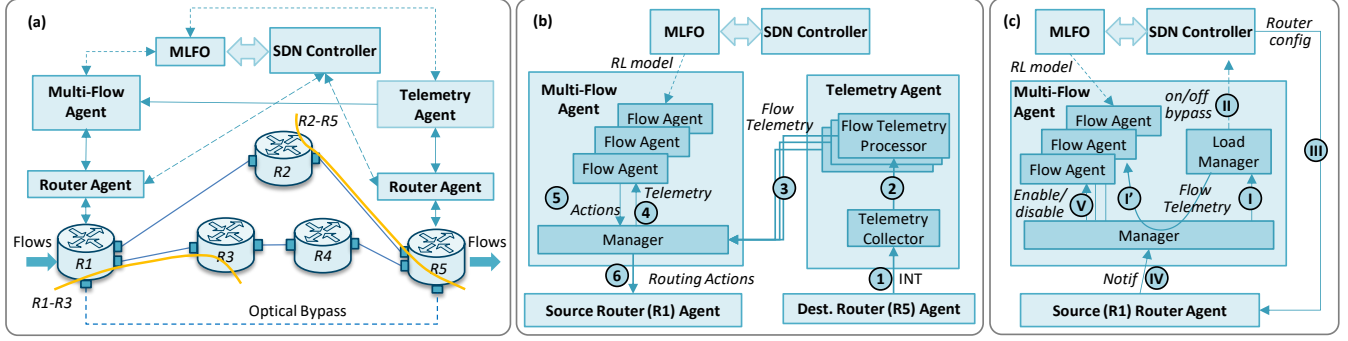 (a)
MLFO
SDN Controller
Multi-Flow
Agent
Telemetry
Agent
R2-R5
R2
Router Agent
Router Agent
Flows
R1
R3
R4
R5
Flows
R1-R3
Optical Bypass
(b)
MLFO
SDN Controller
RL model
Multi-Flow
Agent
Flow Agent
Flow Agent
Flow Agent
Flow
Telemetry
Telemetry Agent
Flow Telemetry
Processor
5
Actions
4
Telemetry
3
2
Telemetry
Collector
Manager
6
Routing Actions
1
INT
Source Router (R1) Agent
Dest. Router (R5) Agent
(c)
MLFO
SDN Controller
Router
config
RL model
Multi-Flow
Agent
on/off
bypass
II
III
Flow Agent
Flow Agent
Flow Agent
Load
Manager
Enable/
disable
V
I'
Flow
Telemetry
I
Manager
Notif
IV
Source (R1) Router Agent